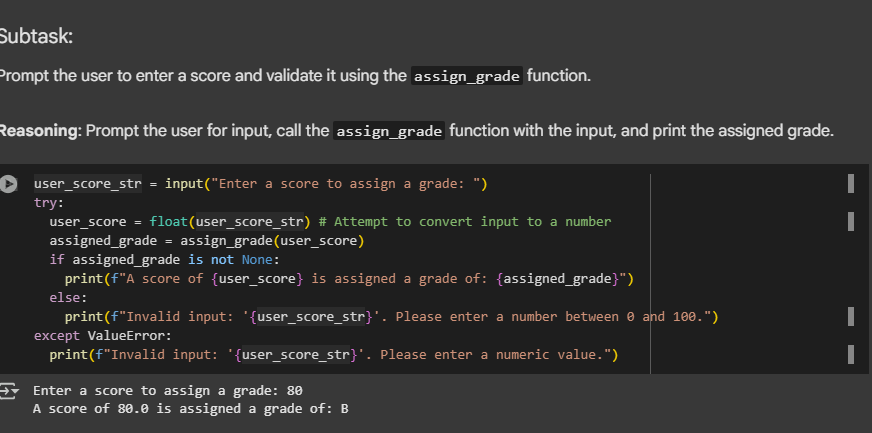 Subtask:
Prompt the user to enter a score and validate it using the assign_grade function.
Reasoning: Prompt the user for input, call the assign_grade function with the input, and print the assigned grade.
user_score_str = input("Enter a score to assign a grade: ")
try:
  user_score = float(user_score_str) # Attempt to convert input to a number
  assigned_grade = assign_grade(user_score)
  if assigned_grade is not None:
    print(f"A score of {user_score} is assigned a grade of: {assigned_grade}")
  else:
    print(f"Invalid input: '{user_score_str}'. Please enter a number between 0 and 100.")
except ValueError:
  print(f"Invalid input: '{user_score_str}'. Please enter a numeric value.")
Enter a score to assign a grade: 80
A score of 80.0 is assigned a grade of: B